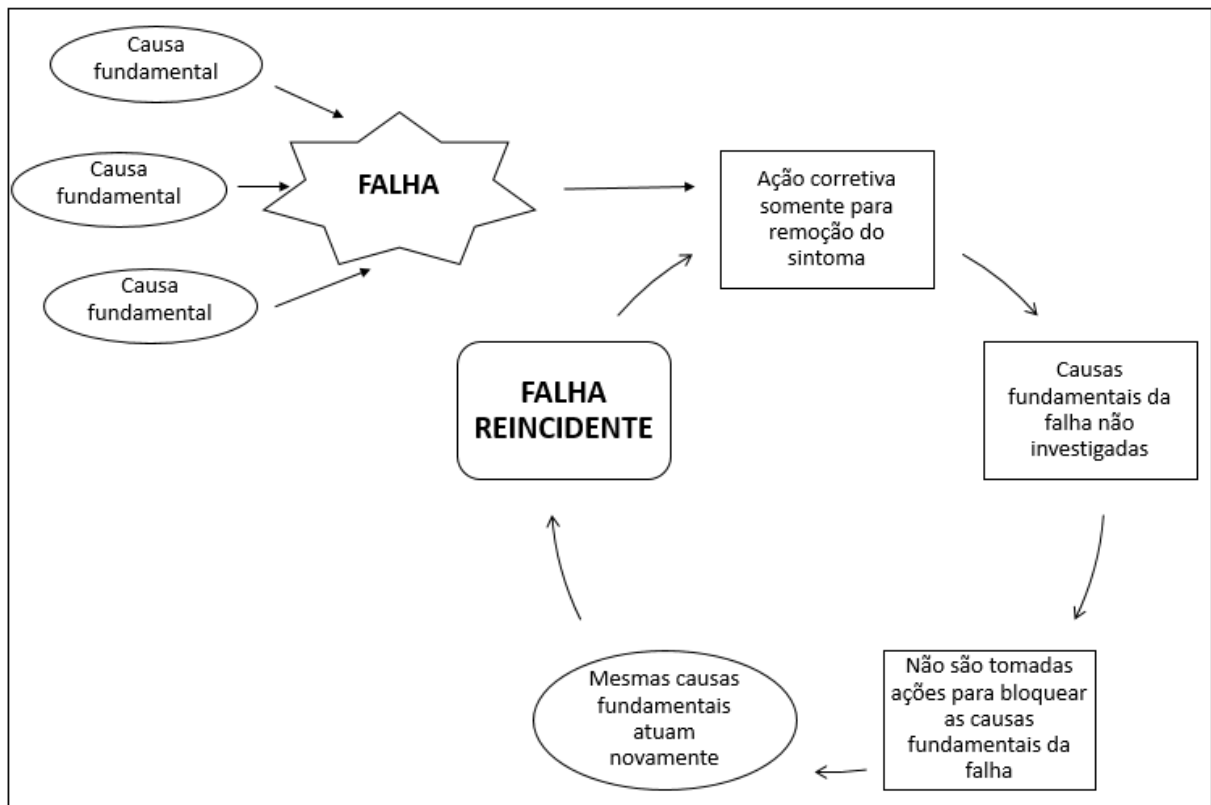 Causa
fundamental
Causa
fundamental
Causa
fundamental
FALHA
Ação corretiva
somente para
remoção do
sintoma
Causas
fundamentais da
falha não
investigadas
Não são tomadas
ações para bloquear
as causas
fundamentais da
falha
Mesmas causas
fundamentais
atuam
novamente
FALHA
REINCIDENTE